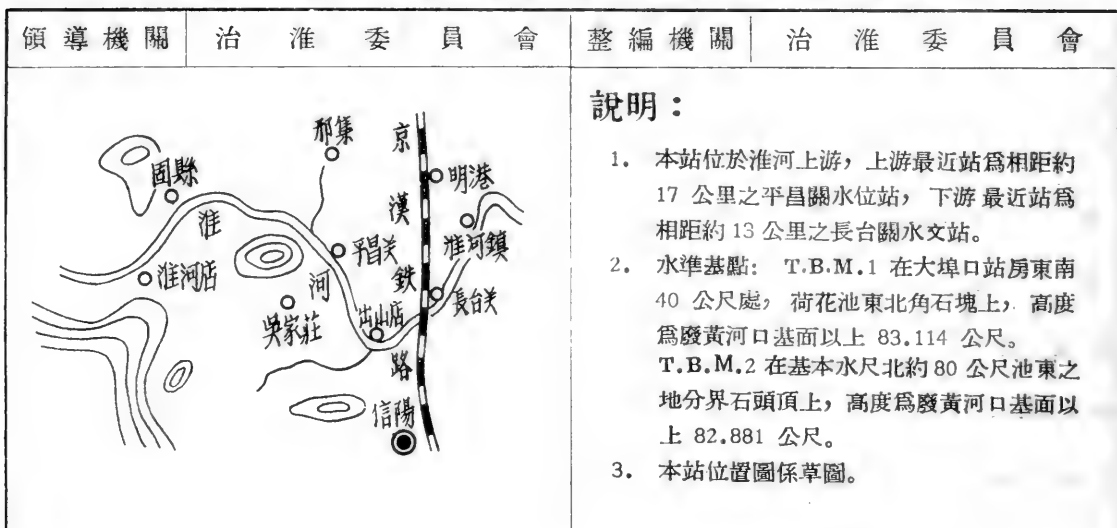 領導機關 治淮委員會 整編機關 治淮委員會
邢集
京
明港
固縣
漢
淮
淮河鎮
平昌关
淮河店
河
鉄
長台关
吳家莊
出山店
路
信陽
說明：
1. 本站位於淮河上游，上游最近站爲相距約
17 公里之平昌關水位站， 下游最近站爲
相距約 13 公里之長台關水文站。
2. 水準基點： T.B.M.1 在大埠口站房東南
40 公尺處， 荷花池東北角石塊上， 高度
爲廢黃河口基面以上 83.114 公尺。
T.B.M.2 在基本水尺北約 80 公尺池東之
地分界石頭頂上，高度爲廢黃河口基面以
上 82.881 公尺。
3. 本站位置圖係草圖。